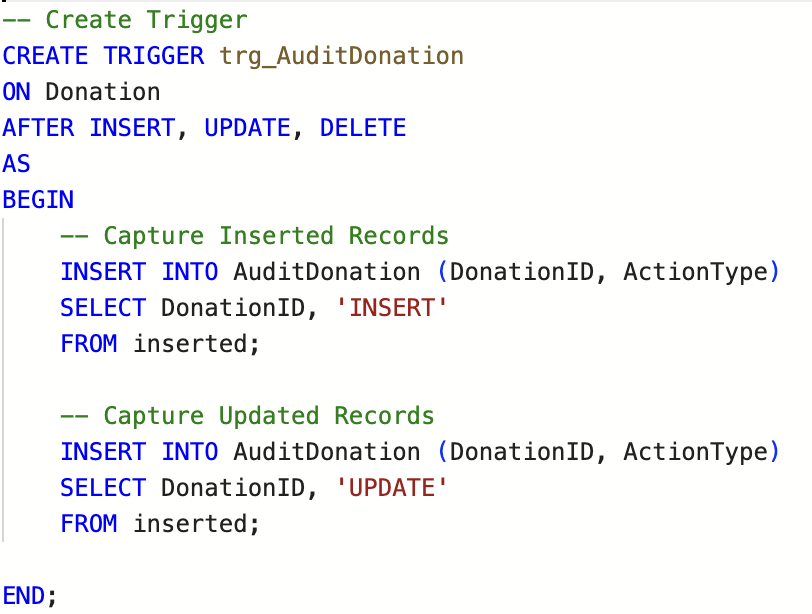 -- Create Trigger
CREATE TRIGGER trg_AuditDonation
ON Donation
AFTER INSERT, UPDATE, DELETE
AS
BEGIN
    -- Capture Inserted Records
    INSERT INTO AuditDonation (DonationID, ActionType)
    SELECT DonationID, 'INSERT'
    FROM inserted;

    -- Capture Updated Records
    INSERT INTO AuditDonation (DonationID, ActionType)
    SELECT DonationID, 'UPDATE'
    FROM inserted;

END;